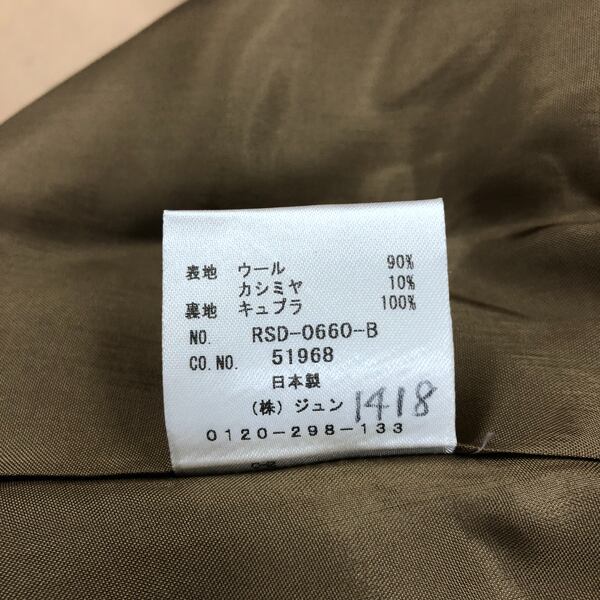 表地 ウール 90%
カシミヤ 10%
裏地 キュプラ 100%
NO. RSD-0660-B
CO.NO. 51968
日本製
(株) ジュン 1418
0120-298-133